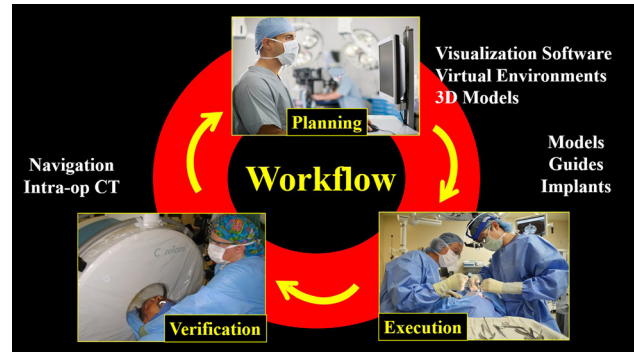 Visualization Software
Virtual Environments
3D Models
Planning
Models
Guides
Implants
Navigation
Intra-op CT
Workflow
Verification
Execution